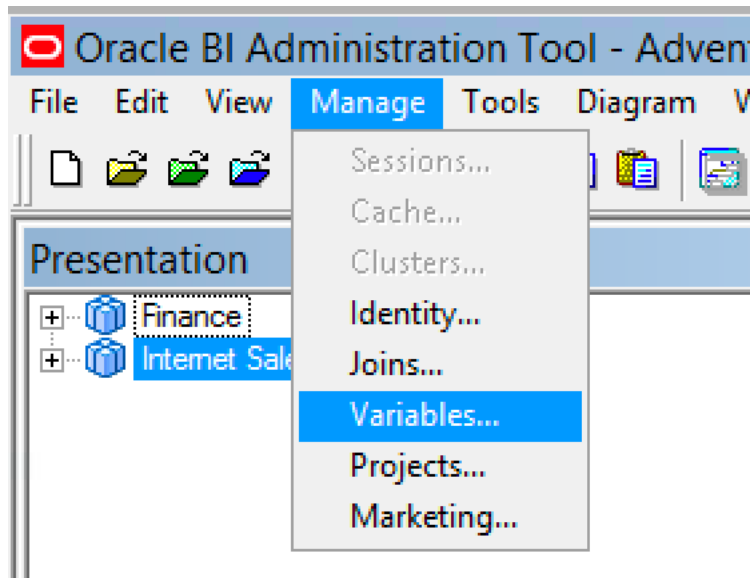 Oracle BI Administration Tool - Advent
File Edit View Manage Tools Diagram
Sessions...
Cache...
Clusters...
Presentation
Finance
Identity...
Internet Sale
Joins...
Variables...
Projects...
Marketing...